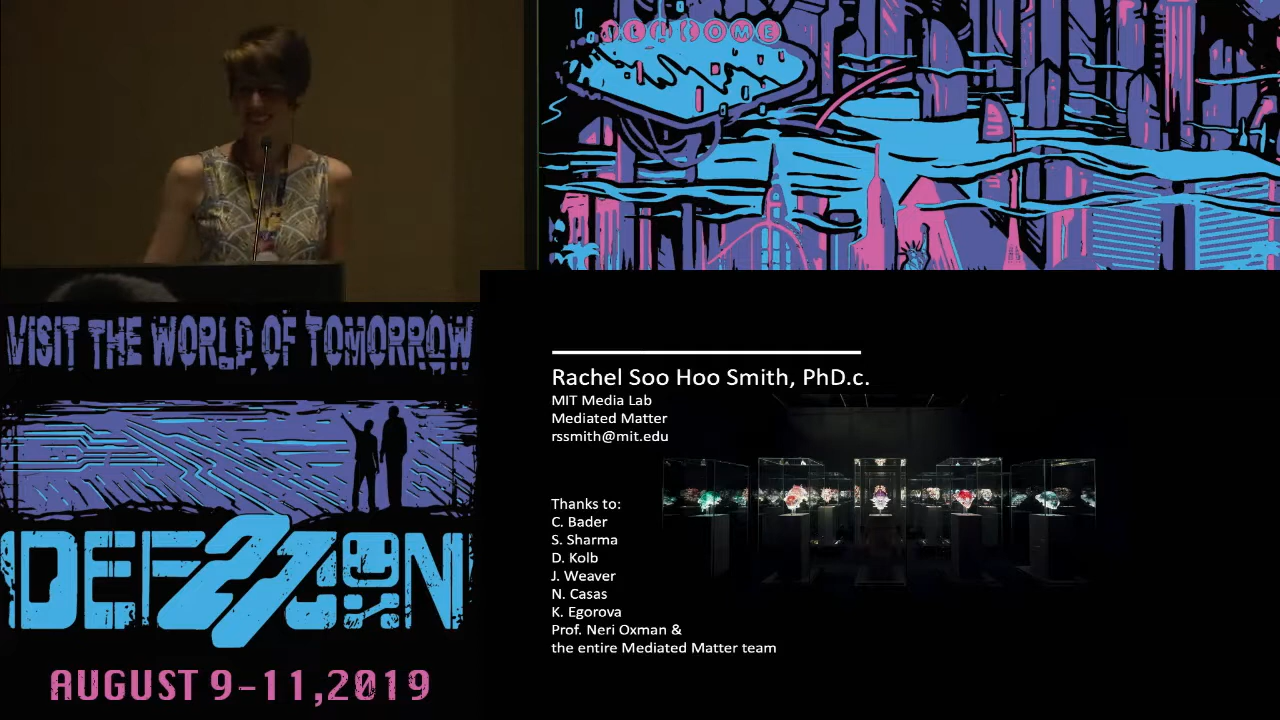 WELCOME
VISIT THE WORLD OF TOMORROW
DEF CON
27
AUGUST 9-11,2019
Rachel Soo Hoo Smith, PhD.c.
MIT Media Lab
Mediated Matter
rssmith@mit.edu
Thanks to:
C. Bader
S. Sharma
D. Kolb
J. Weaver
N. Casas
K. Egorova
Prof. Neri Oxman &
the entire Mediated Matter team